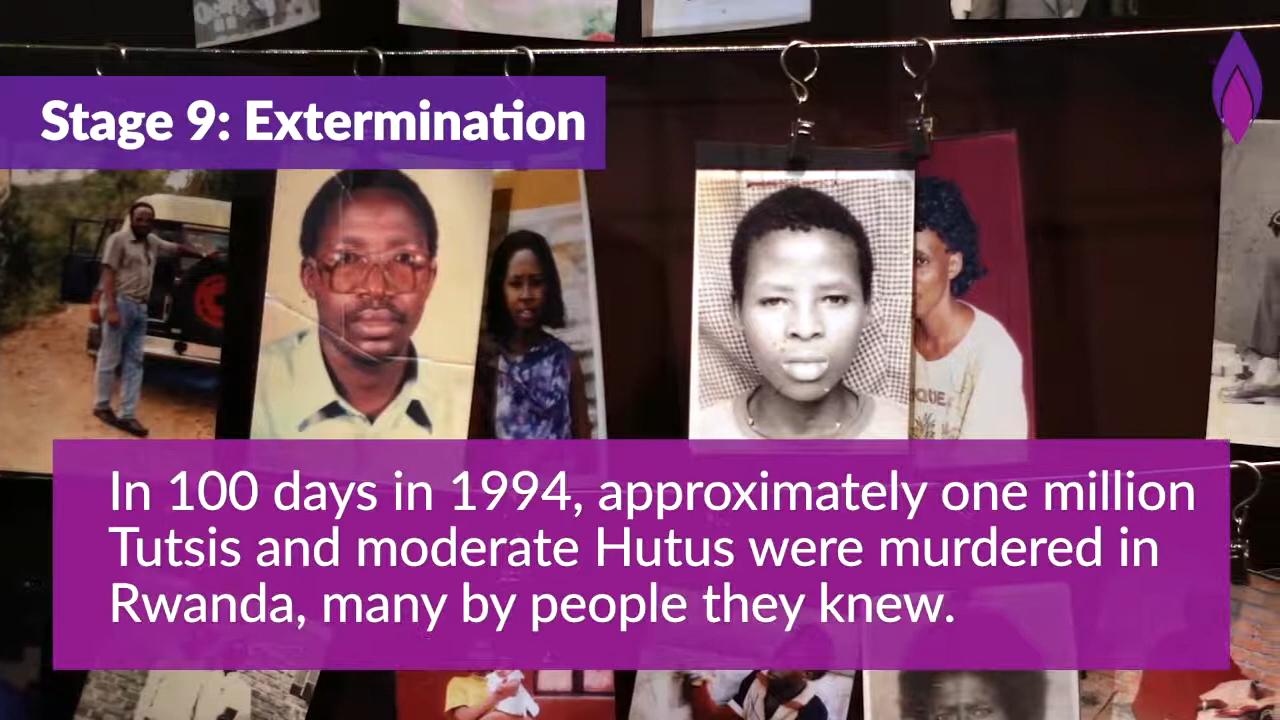 Stage 9: Extermination
In 100 days in 1994, approximately one million
Tutsis and moderate Hutus were murdered in
Rwanda, many by people they knew.